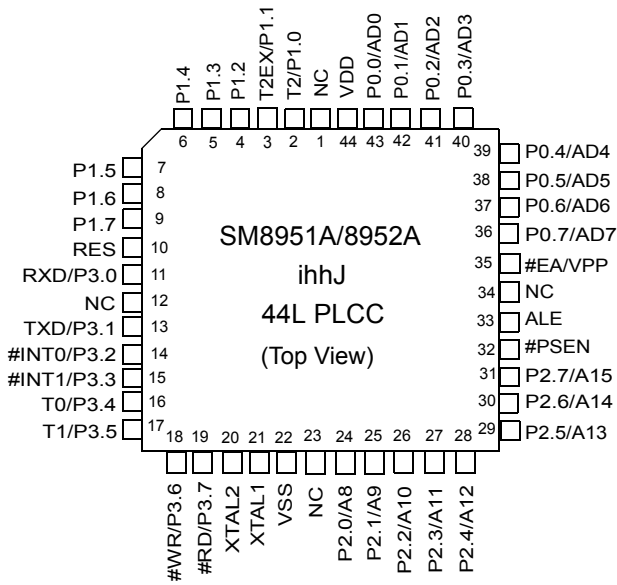 P1.4
P1.3
P1.2
T2EX/P1.1
T2/P1.0
NC
VDD
P0.0/AD0
P0.1/AD1
P0.2/AD2
P0.3/AD3
6
5
4
3
2
1
44
43
42
41
40
P1.5
7
P1.6
8
P1.7
9
RES
10
RXD/P3.0
11
NC
12
TXD/P3.1
13
#INT0/P3.2
14
#INT1/P3.3
15
T0/P3.4
16
T1/P3.5
17
SM8951A/8952A
ihhJ
44L PLCC
(Top View)
39
P0.4/AD4
38
P0.5/AD5
37
P0.6/AD6
36
P0.7/AD7
35
#EA/VPP
34
NC
33
ALE
32
#PSEN
31
P2.7/A15
30
P2.6/A14
29
P2.5/A13
18
19
20
21
22
23
24
25
26
27
28
#WR/P3.6
#RD/P3.7
XTAL2
XTAL1
VSS
NC
P2.0/A8
P2.1/A9
P2.2/A10
P2.3/A11
P2.4/A12